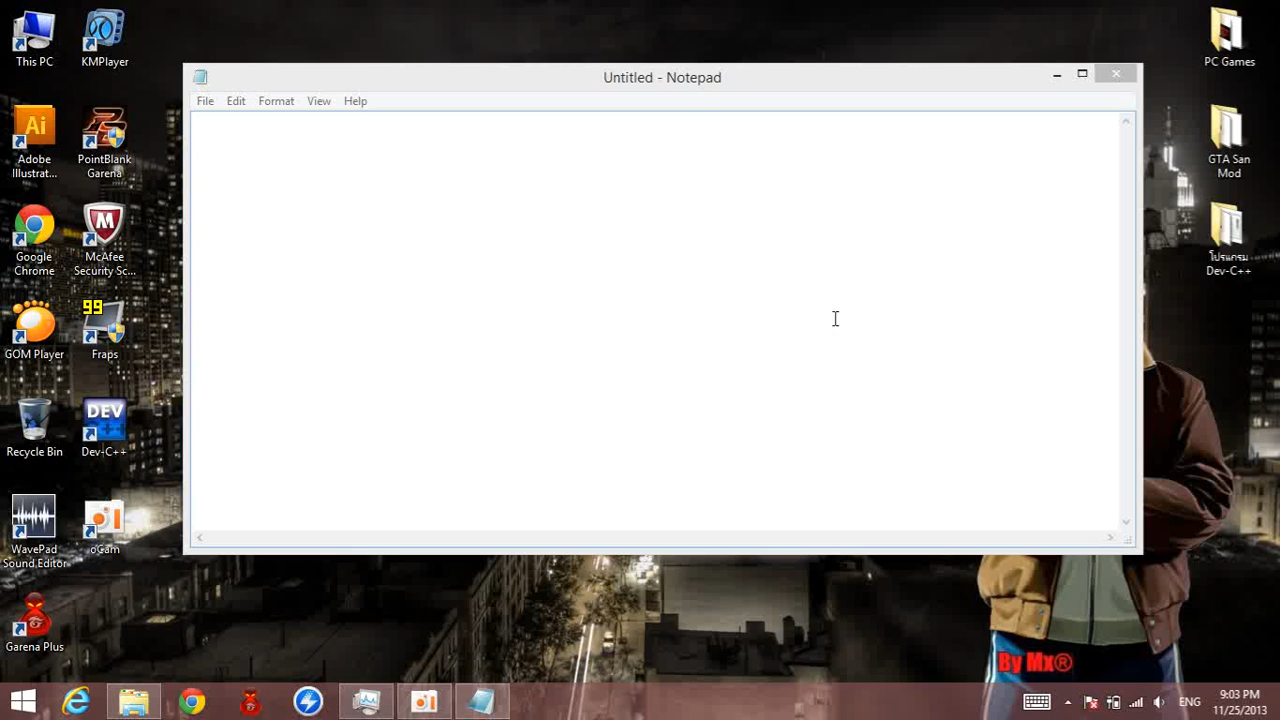 This PC
KMPlayer
Adobe
Illustrat...
PointBlank
Garena
Google
Chrome
McAfee
Security Sc...
GOM Player
99
Fraps
Recycle Bin
DEV
C++
Dev-C++
WavePad
Sound Editor
oCam
Garena Plus
Untitled - Notepad
File Edit Format View Help
PC Games
GTA San
Mod
โปรแกรม
Dev-C++
By Mx®
ENG
9:03 PM
11/25/2013